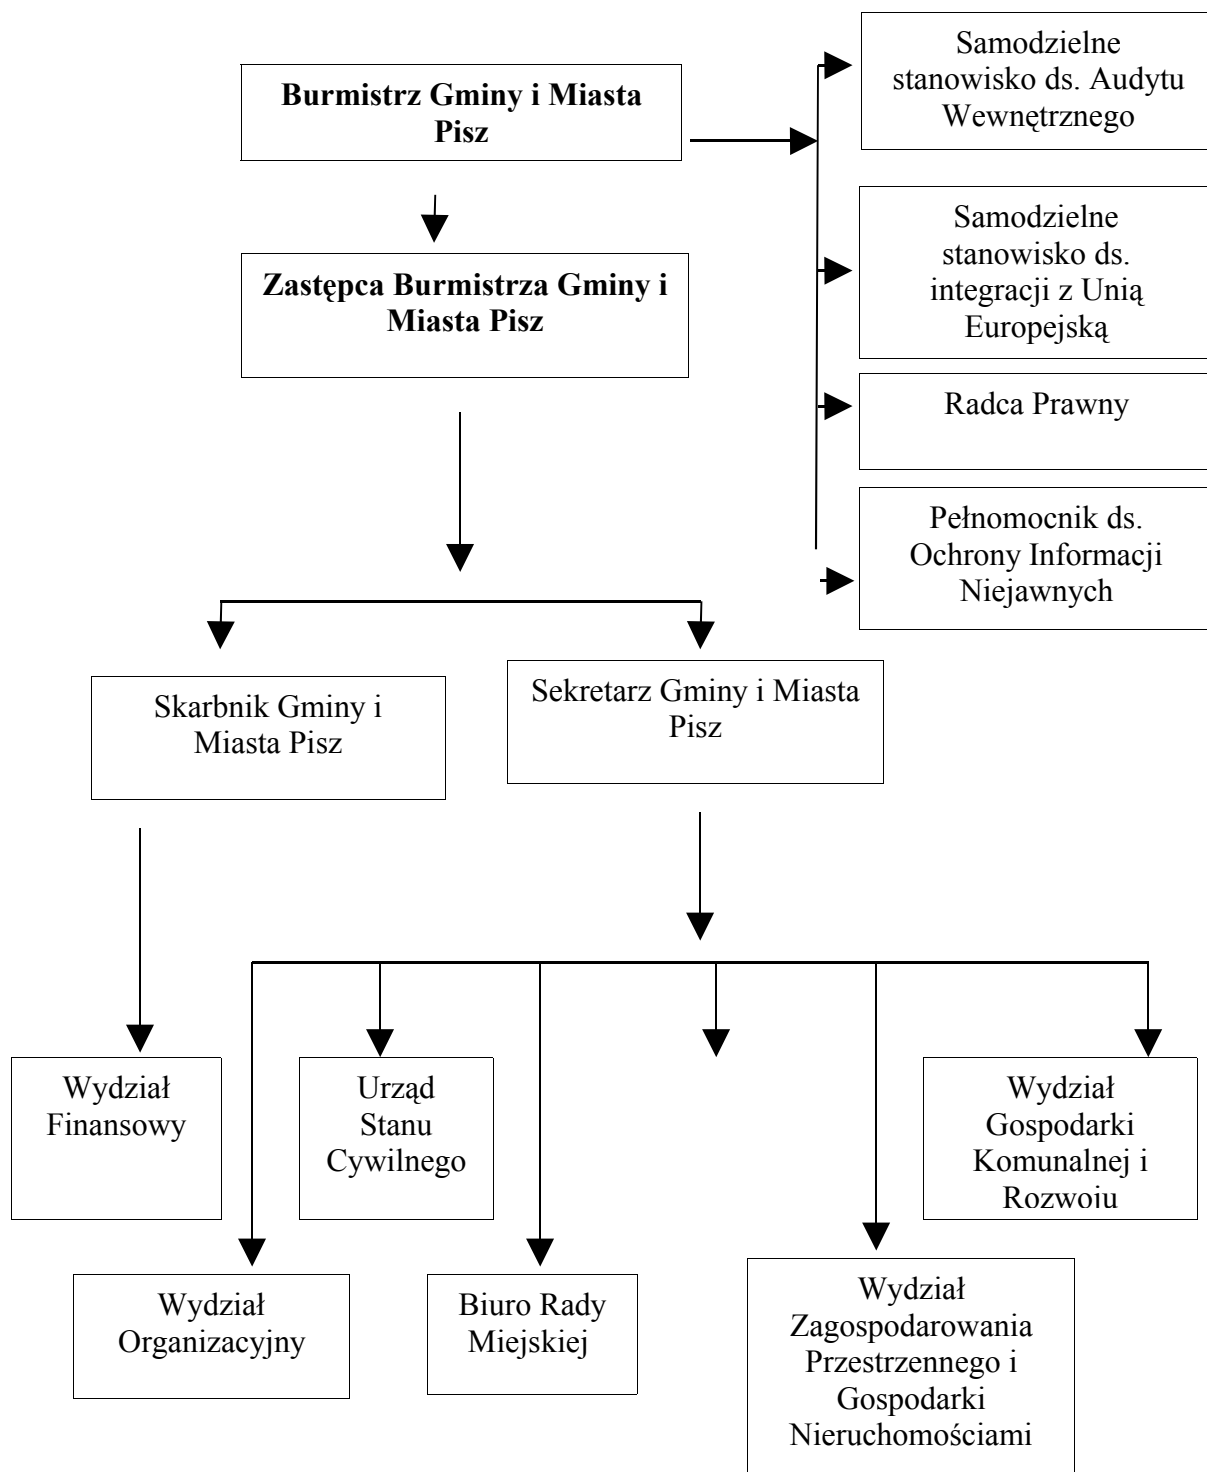 Burmistrz Gminy i Miasta
Pisz
Samodzielne
stanowisko ds. Audytu
Wewnętrznego
Zastępca Burmistrza Gminy i
Miasta Pisz
Samodzielne
stanowisko ds.
integracji z Unią
Europejską
Radca Prawny
Pełnomocnik ds.
Ochrony Informacji
Niejawnych
Skarbnik Gminy i
Miasta Pisz
Sekretarz Gminy i Miasta
Pisz
Wydział
Finansowy
Urząd
Stanu
Cywilnego
Wydział
Gospodarki
Komunalnej i
Rozwoju
Wydział
Organizacyjny
Biuro Rady
Miejskiej
Wydział
Zagospodarowania
Przestrzennego i
Gospodarki
Nieruchomościami